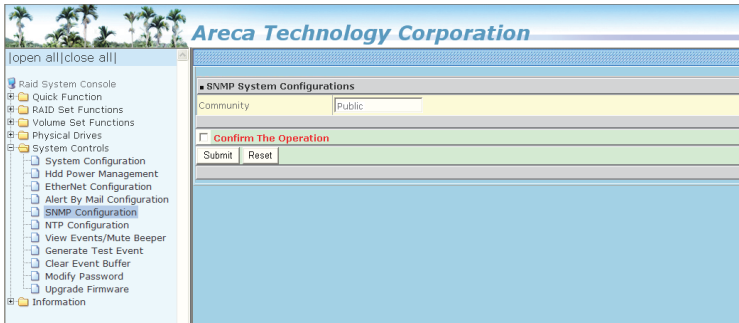 Areca Technology Corporation
|open all|close all|
Raid System Console
Quick Function
RAID Set Functions
Volume Set Functions
Physical Drives
System Controls
System Configuration
Hdd Power Management
EtherNet Configuration
Alert By Mail Configuration
SNMP Configuration
NTP Configuration
View Events/Mute Beeper
Generate Test Event
Clear Event Buffer
Modify Password
Upgrade Firmware
Information
SNMP System Configurations
Community Public
Confirm The Operation
Submit Reset